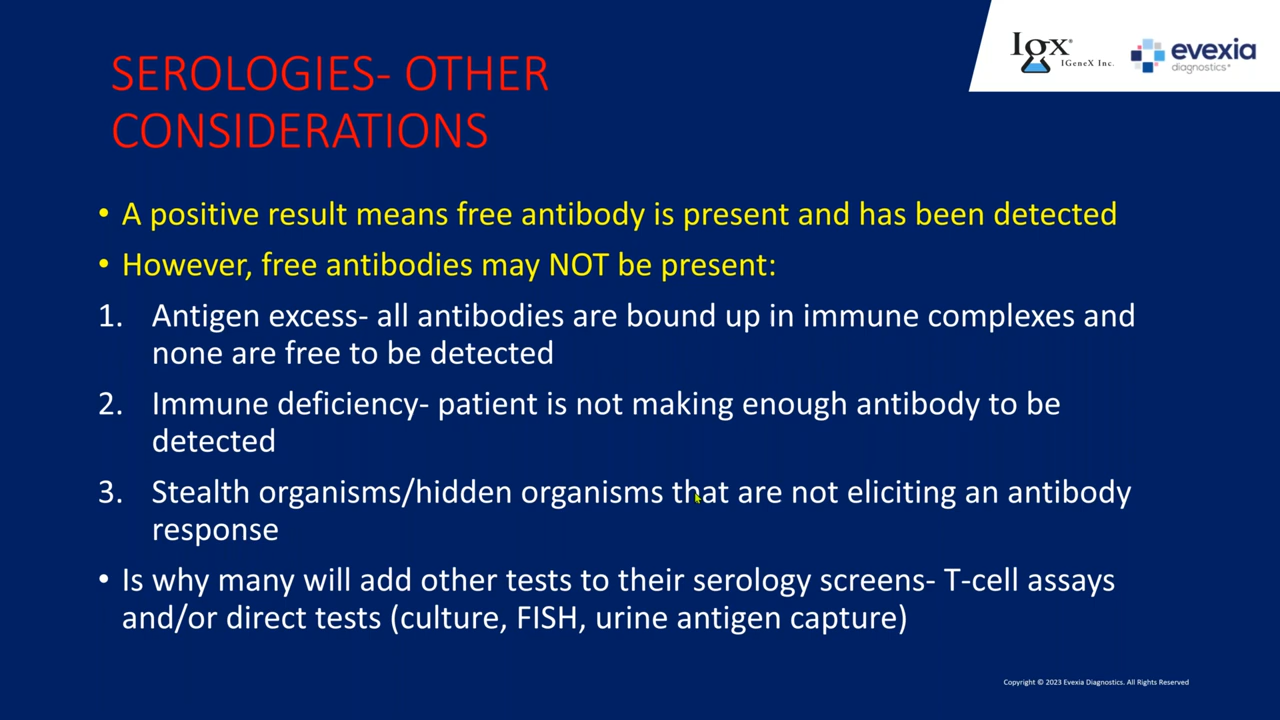 Igx®
IGeneX Inc.
evexia
diagnostics®
SEROLOGIES- OTHER
CONSIDERATIONS
• A positive result means free antibody is present and has been detected
• However, free antibodies may NOT be present:
1. Antigen excess- all antibodies are bound up in immune complexes and
none are free to be detected
2. Immune deficiency- patient is not making enough antibody to be
detected
3. Stealth organisms/hidden organisms that are not eliciting an antibody
response
• Is why many will add other tests to their serology screens- T-cell assays
and/or direct tests (culture, FISH, urine antigen capture)
Copyright © 2023 Evexia Diagnostics. All Rights Reserved